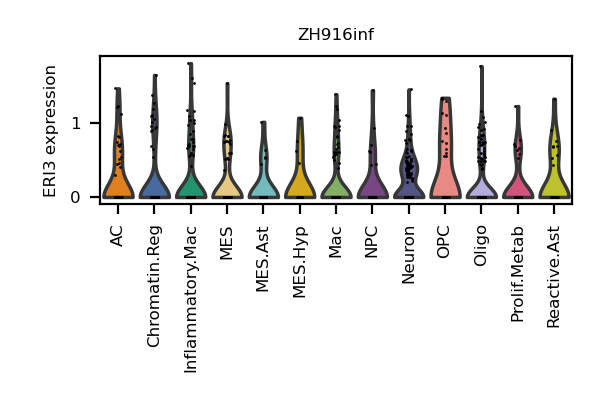 ZH916inf
ERI3 expression
1
0
AC
Chromatin.Reg
Inflammatory.Mac
MES
MES.Ast
MES.Hyp
Mac
NPC
Neuron
OPC
Oligo
Prolif.Metab
Reactive.Ast